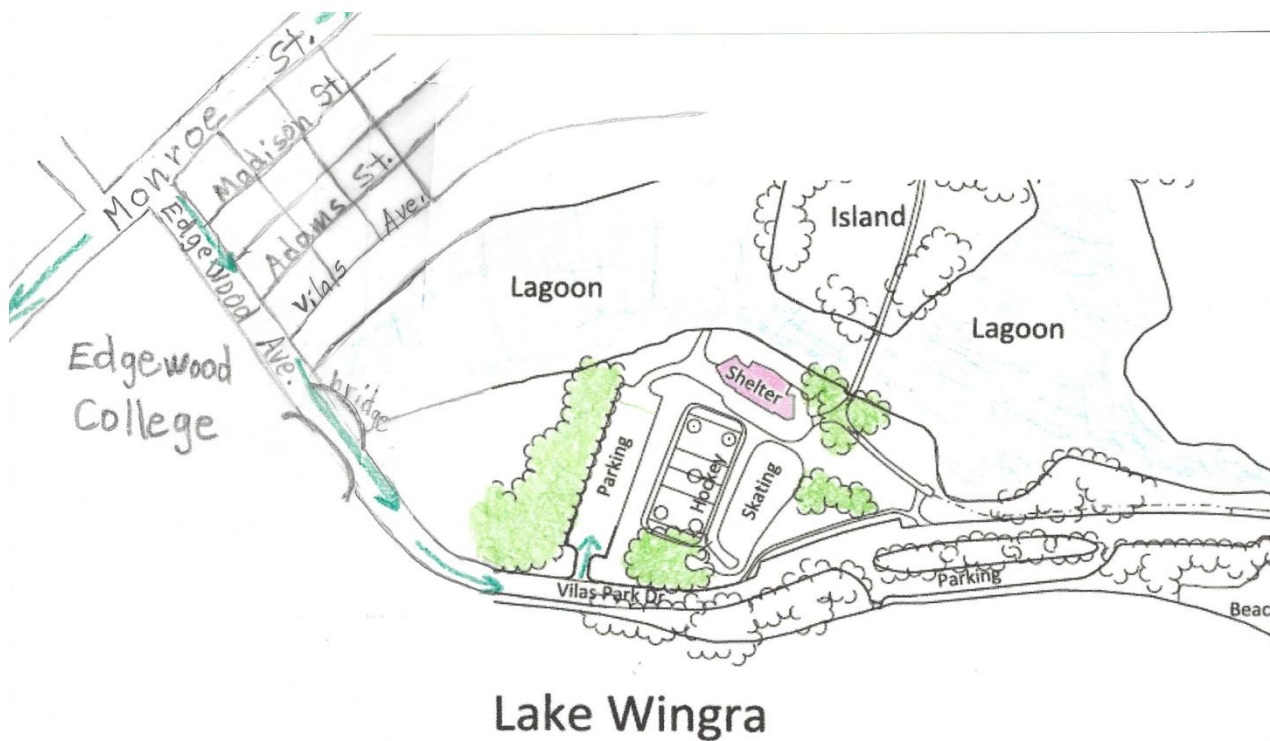 Monroe St.
Madison St.
Adams St.
Vilas Ave.
Edgewood Ave.
Island
Lagoon
Lagoon
Edgewood
College
bridge
Shelter
Parking
Hockey
Skating
Vilas Park Dr
Parking
Beac
Lake Wingra